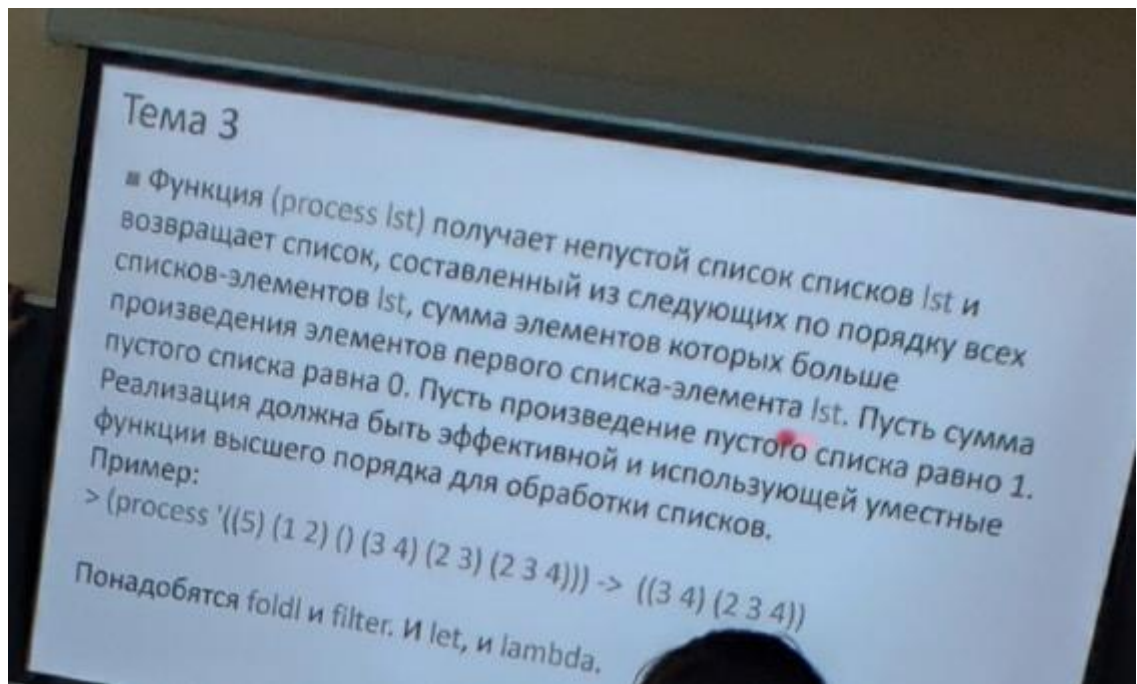 Тема 3
▪ Функция (process lst) получает непустой список списков lst и
возвращает список, составленный из следующих по порядку всех
списков-элементов lst, сумма элементов которых больше
произведения элементов первого списка-элемента lst. Пусть сумма
пустого списка равна 0. Пусть произведение пустого списка равно 1.
Реализация должна быть эффективной и использующей уместные
функции высшего порядка для обработки списков.
Пример:
> (process '((5) (1 2) () (3 4) (2 3) (2 3 4))) -> ((3 4) (2 3 4))
Понадобятся foldl и filter. И let, и lambda.